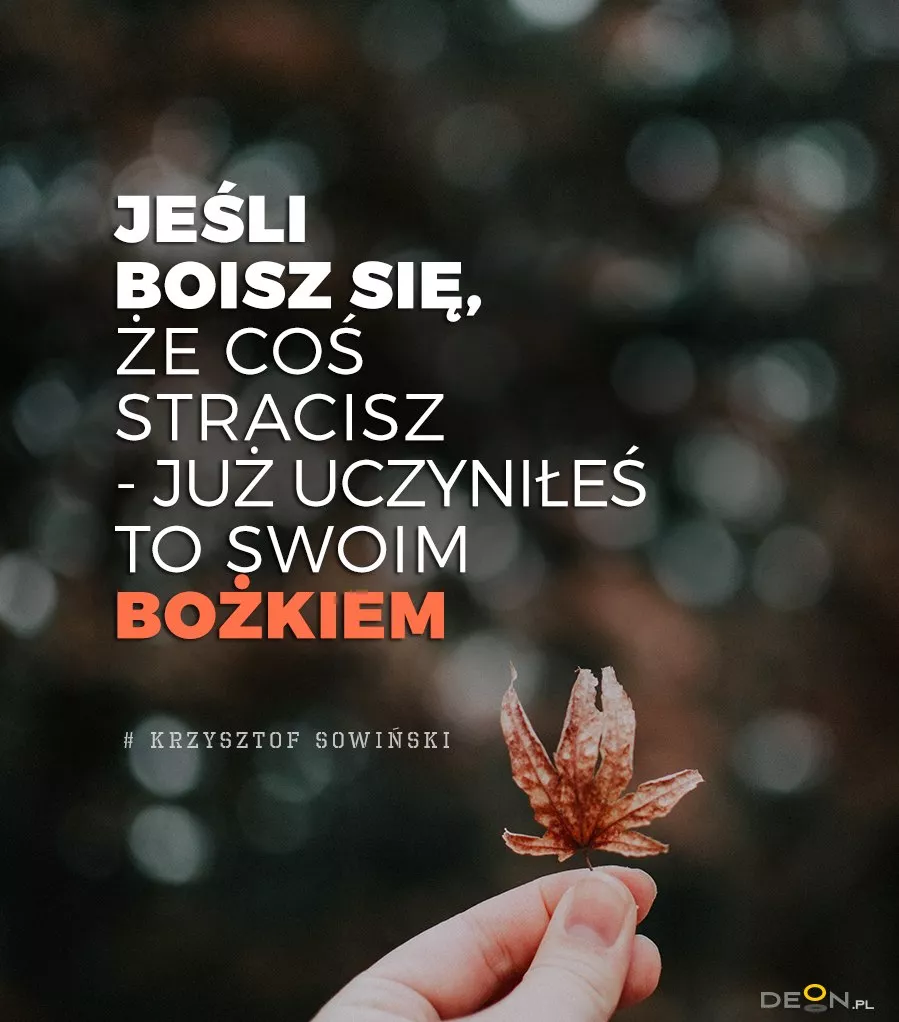 JEŚLI
BOISZ SIĘ,
ŻE COŚ
STRACISZ
- JUŻ UCZYNIŁEŚ
TO SWOIM
BOŻKIEM
# KRZYSZTOF SOWIŃSKI
DEON.PL